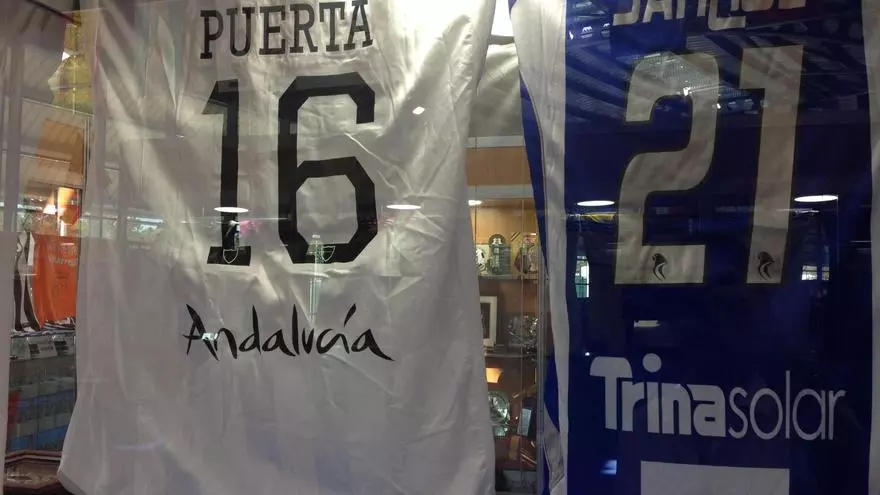 PUERTA
16
Andalucía
21
Trinasolar